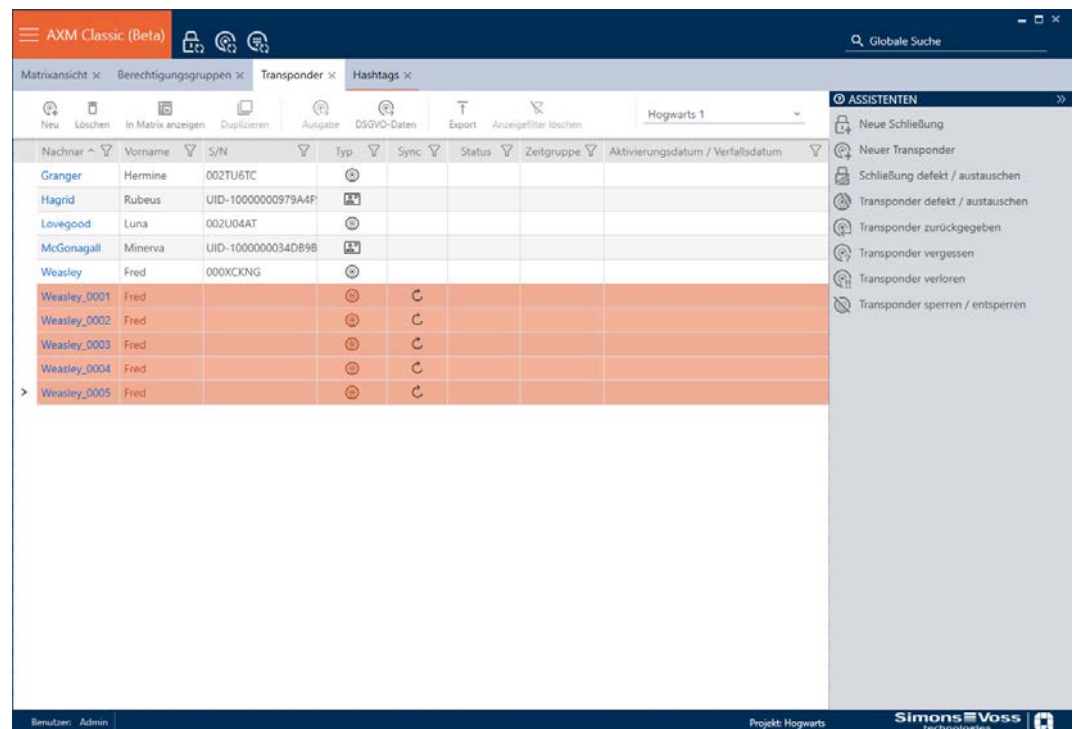 AXM Classic (Beta)
Globale Suche
Matrixansicht × Berechtigungsgruppen × Transponder × Hashtags ×
Neu Löschen In Matrix anzeigen Duplizieren Ausgabe DSGVO-Daten Export Anzeigefilter löschen Hogwarts 1
Nachnar Vorname S/N Typ Sync Status Zeitgruppe Aktivierungsdatum / Verfallsdatum
Granger Hermine 002TU6TC
Hagrid Rubeus UID-10000000979A4F
Lovegood Luna 002U04AT
McGonagall Minerva UID-1000000034DB9B
Weasley Fred 000XCKNG
Weasley_0001 Fred
Weasley_0002 Fred
Weasley_0003 Fred
Weasley_0004 Fred
Weasley_0005 Fred
ASSISTENTEN
Neue Schließung
Neuer Transponder
Schließung defekt / austauschen
Transponder defekt / austauschen
Transponder zurückgegeben
Transponder vergessen
Transponder verloren
Transponder sperren / entsperren
Benutzer: Admin
Projekt: Hogwarts
Simons Voss
technologies